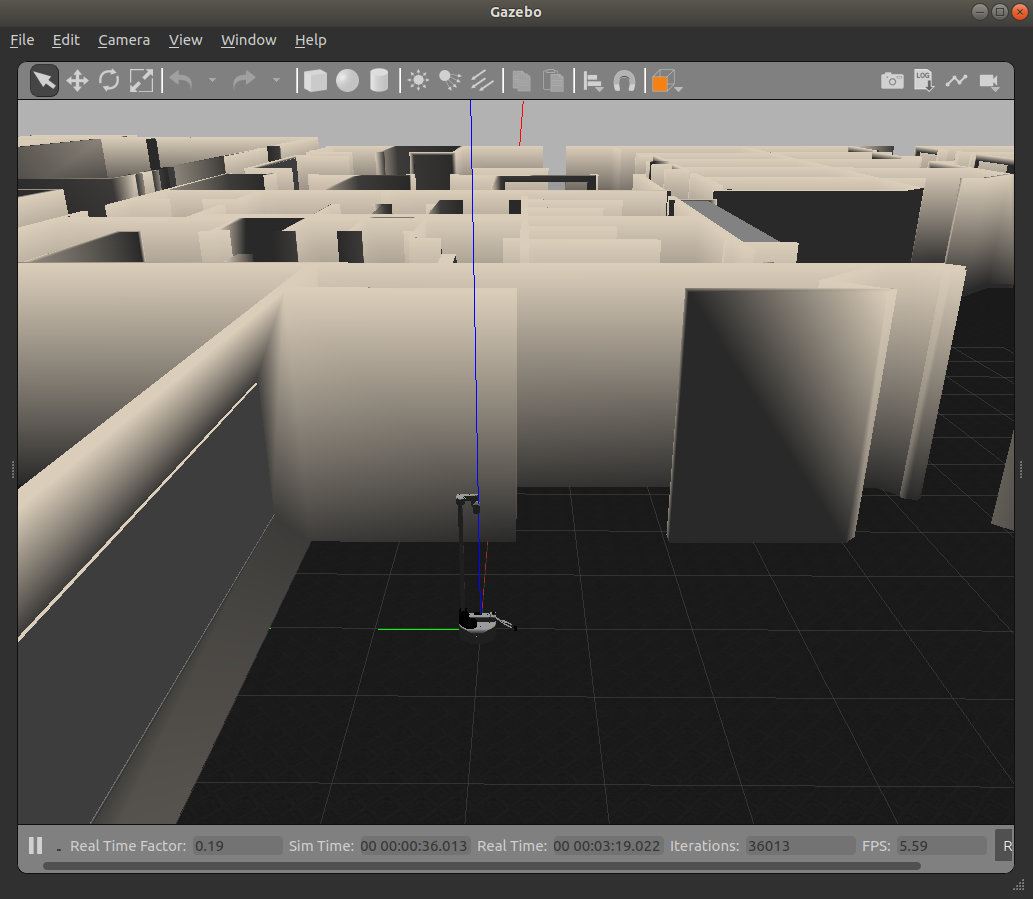 Gazebo
File Edit Camera View Window Help
LOG
Real Time Factor: 0.19 Sim Time: 00 00:00:36.013 Real Time: 00 00:03:19.022 Iterations: 36013 FPS: 5.59 R